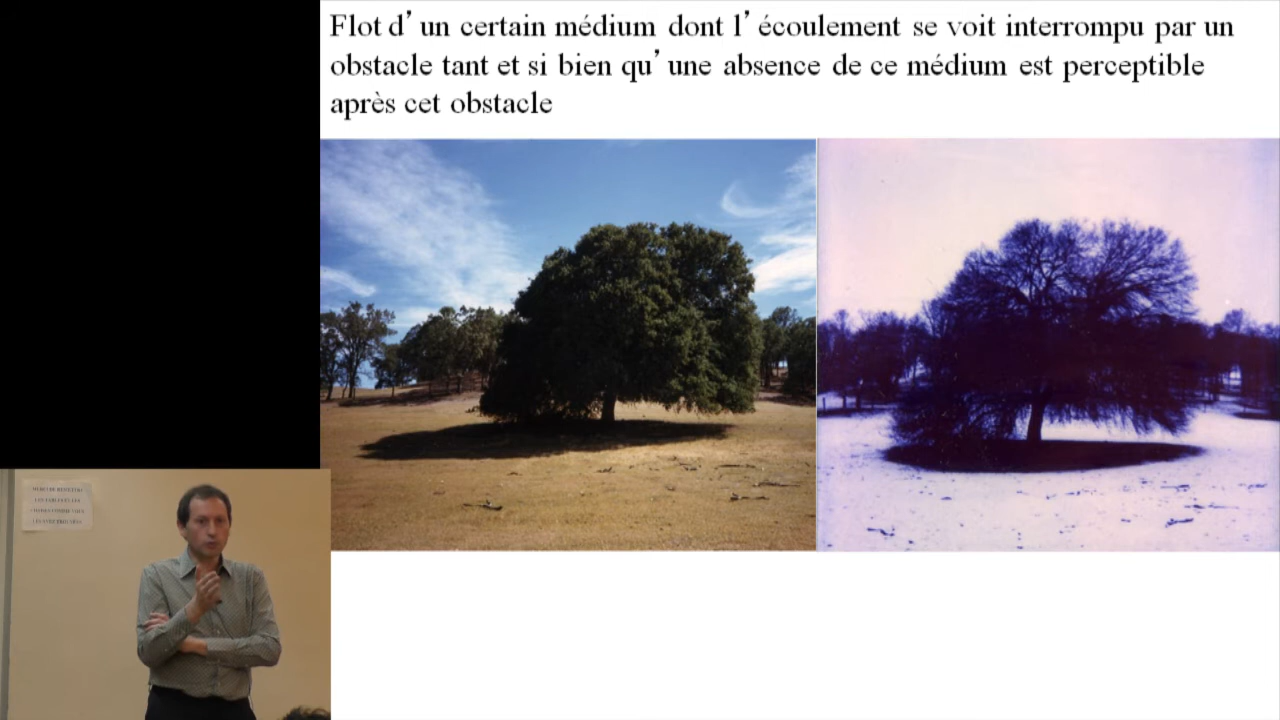 Flot d’un certain médium dont l’écoulement se voit interrompu par un
obstacle tant et si bien qu’une absence de ce médium est perceptible
après cet obstacle